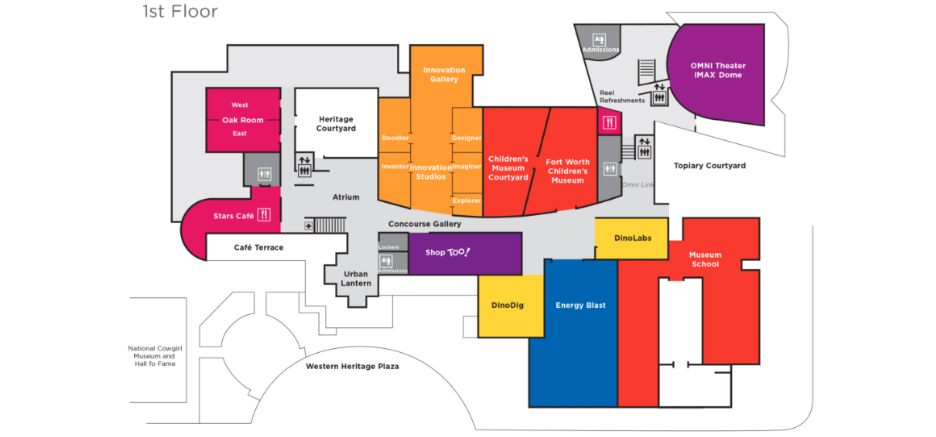 1st Floor
Admissions
OMNI Theater
IMAX Dome
Innovation
Gallery
Reel
Refreshments
West
Oak Room
East
Heritage
Courtyard
Doodler
Designer
Inventor
Innovation
Studios
Imaginer
Explorer
Children's
Museum
Courtyard
Fort Worth
Children's
Museum
Topiary Courtyard
Omni Link
Atrium
Stars Café
Concourse Gallery
Café Terrace
Lockers
Admissions
Shop TOO!
DinoLabs
Museum
School
Urban
Lantern
DinoDig
Energy Blast
National Cowgirl
Museum and
Hall fo Fame
Western Heritage Plaza